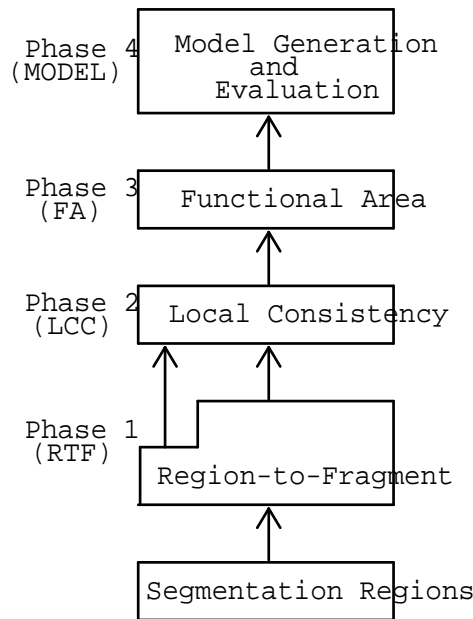 Phase 4
(MODEL)
Model Generation
and
Evaluation
Phase 3
(FA)
Functional Area
Phase 2
(LCC)
Local Consistency
Phase 1
(RTF)
Region-to-Fragment
Segmentation Regions